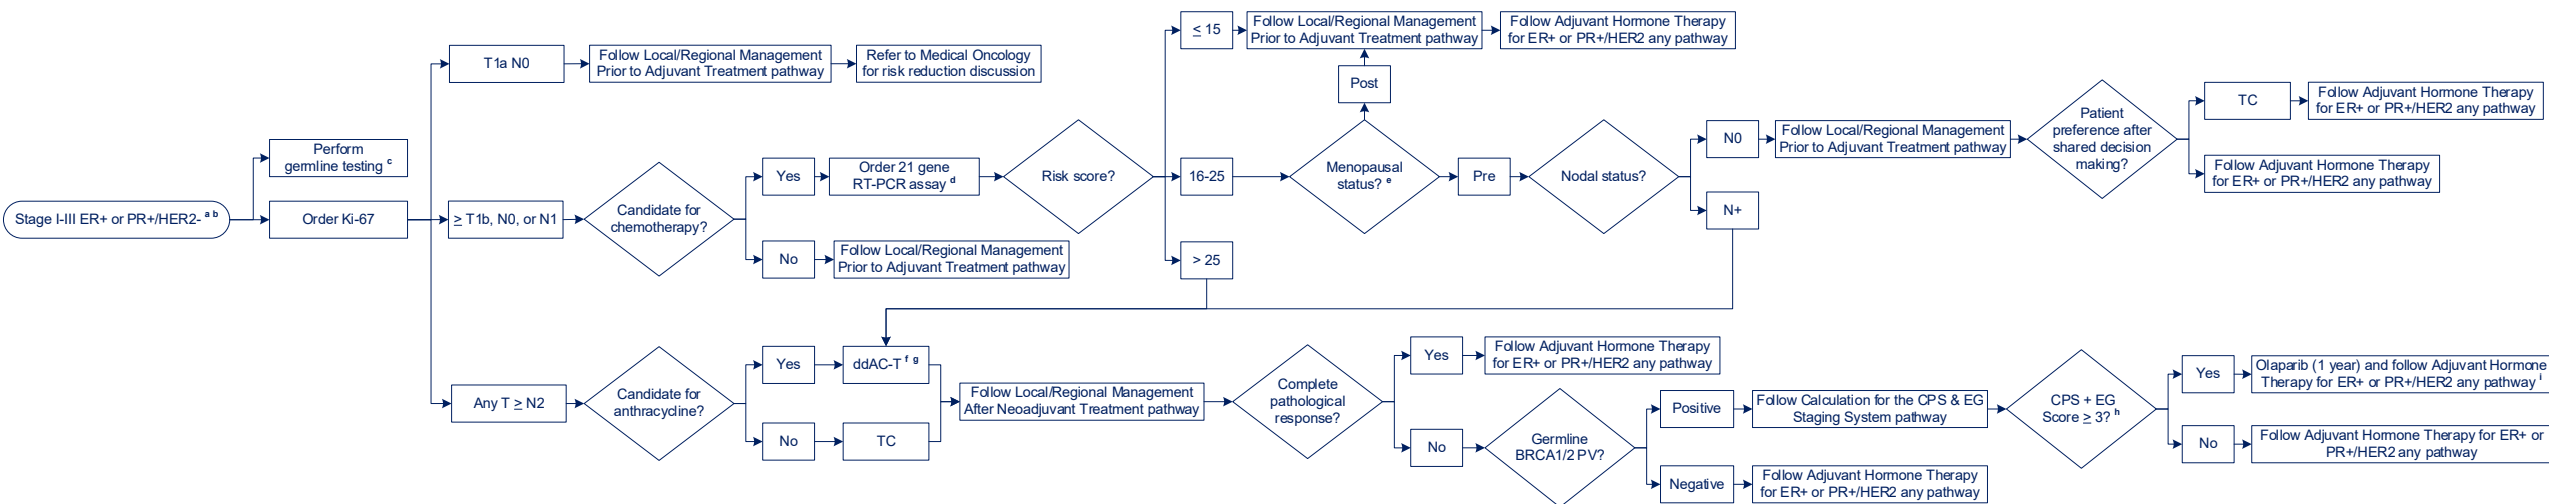 Stage I-III ER+ or PR+/HER2- a b
Perform
germline testing c
Order Ki-67
T1a N0
Follow Local/Regional Management
Prior to Adjuvant Treatment pathway
Refer to Medical Oncology
for risk reduction discussion
≥ T1b, N0, or N1
Candidate for
chemotherapy?
Yes
Order 21 gene
RT-PCR assay d
No
Follow Local/Regional Management
Prior to Adjuvant Treatment pathway
Risk score?
≤ 15
Follow Local/Regional Management
Prior to Adjuvant Treatment pathway
Follow Adjuvant Hormone Therapy
for ER+ or PR+/HER2 any pathway
16-25
Menopausal
status? e
Post
Pre
Nodal status?
N0
Follow Local/Regional Management
Prior to Adjuvant Treatment pathway
Patient
preference after
shared decision
making?
TC
Follow Adjuvant Hormone Therapy
for ER+ or PR+/HER2 any pathway
Follow Adjuvant Hormone Therapy
for ER+ or PR+/HER2 any pathway
N+
> 25
Any T ≥ N2
Candidate for
anthracycline?
Yes
ddAC-T f g
No
TC
Follow Local/Regional Management
After Neoadjuvant Treatment pathway
Complete
pathological
response?
Yes
Follow Adjuvant Hormone Therapy
for ER+ or PR+/HER2 any pathway
No
Germline
BRCA1/2 PV?
Positive
Follow Calculation for the CPS & EG
Staging System pathway
CPS + EG
Score ≥ 3? h
Yes
Olaparib (1 year) and follow Adjuvant Hormone
Therapy for ER+ or PR+/HER2 any pathway i
No
Follow Adjuvant Hormone Therapy for ER+ or
PR+/HER2 any pathway
Negative
Follow Adjuvant Hormone Therapy
for ER+ or PR+/HER2 any pathway